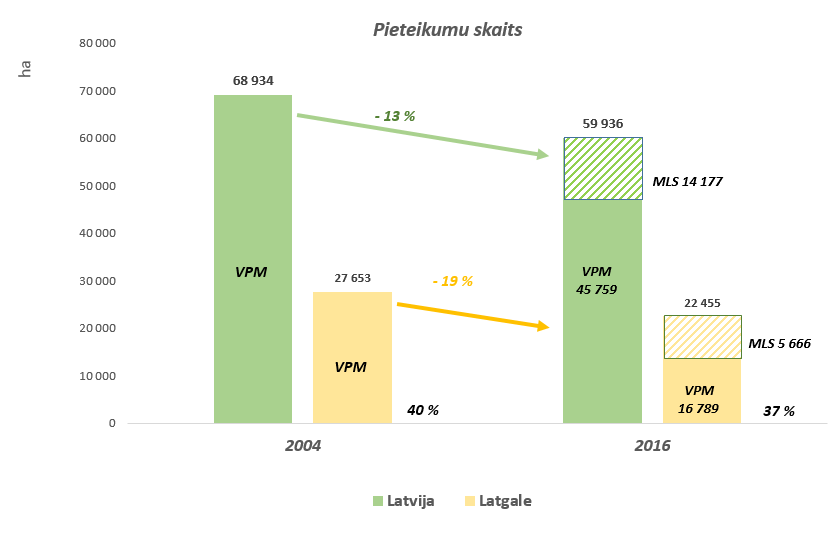 Pieteikumu skaits
ha
80 000
70 000
60 000
50 000
40 000
30 000
20 000
10 000
0
68 934
- 13 %
59 936
MLS 14 177
VPM
27 653
- 19 %
VPM
45 759
22 455
MLS 5 666
VPM
VPM
16 789
40 %
37 %
2004
2016
Latvija
Latgale